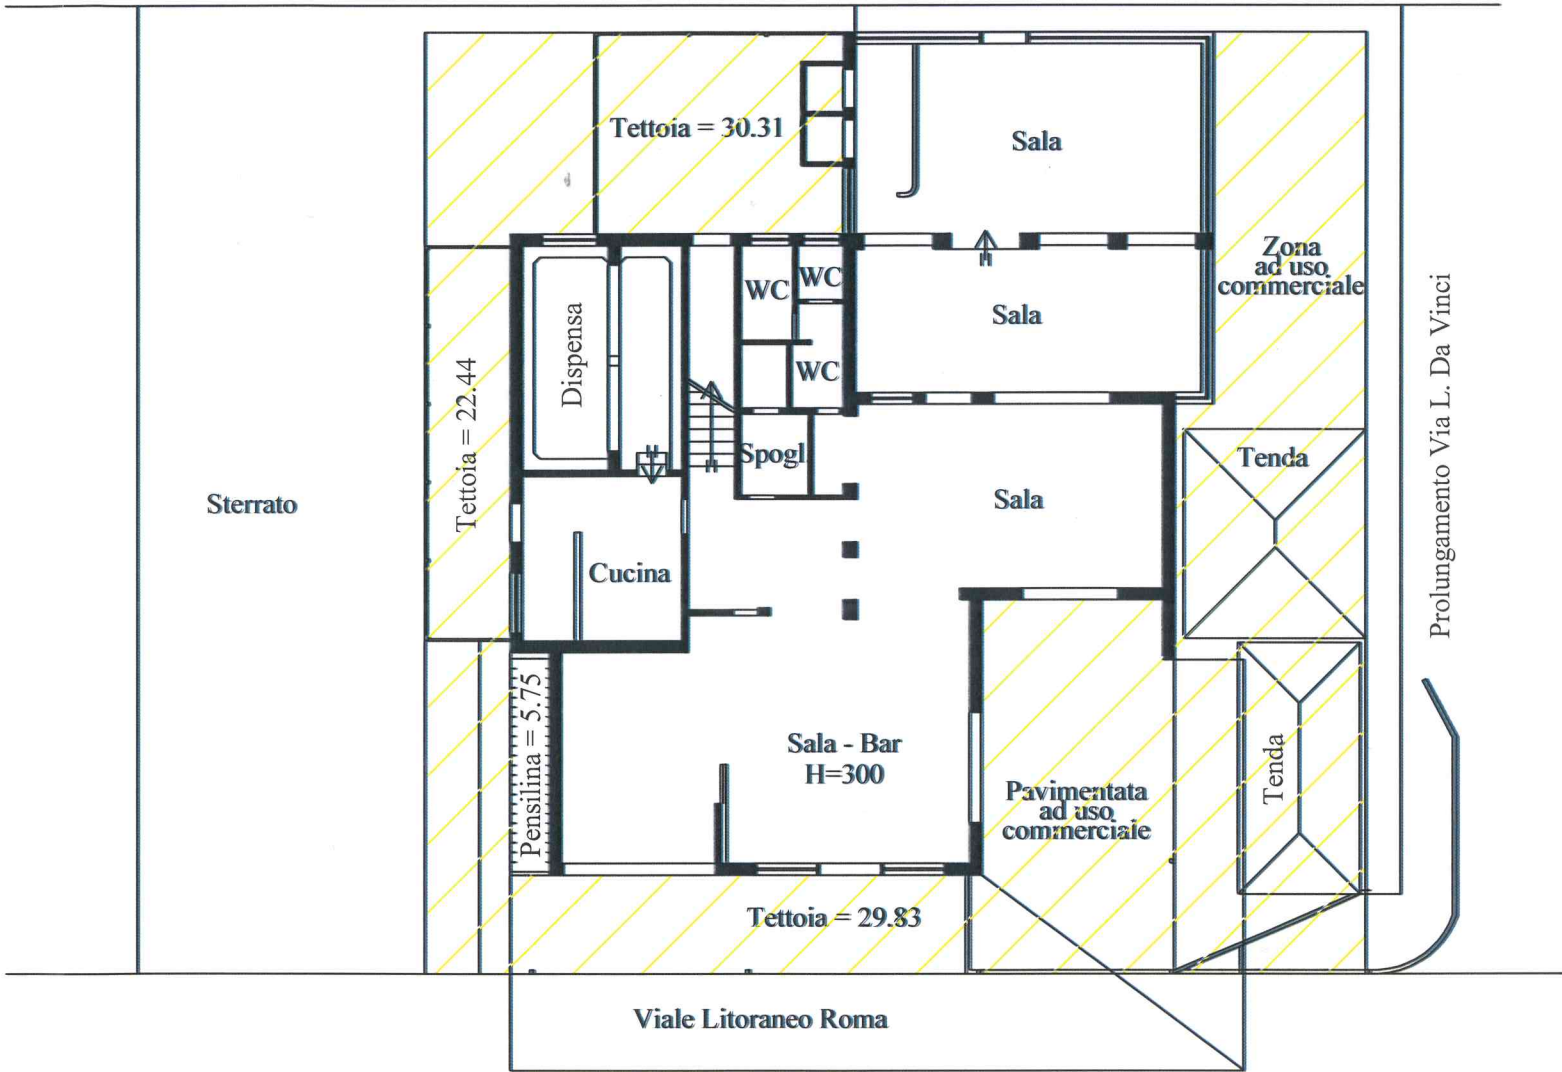 Tettoia = 30.31
Sala
Zona
ad uso
commerciale
WC
WC
Sala
Dispensa
WC
Tettoia = 22.44
Prolungamento Via L. Da Vinci
Spogl.
Tenda
Sterrato
Sala
Cucina
Pensilina = 5.75
Sala - Bar
H=300
Pavimentata
ad uso
commerciale
Tenda
Tettoia = 29.83
Viale Litoraneo Roma